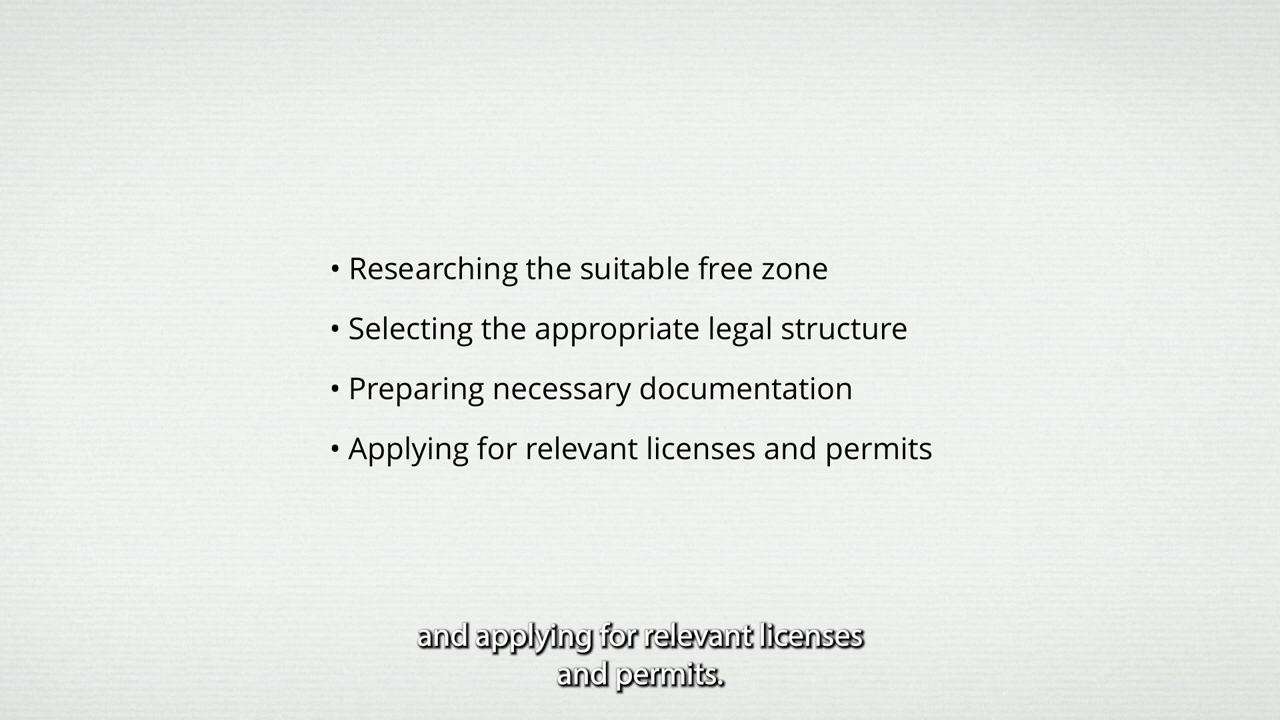 • Researching the suitable free zone
• Selecting the appropriate legal structure
• Preparing necessary documentation
• Applying for relevant licenses and permits
and applying for relevant licenses
and permits.